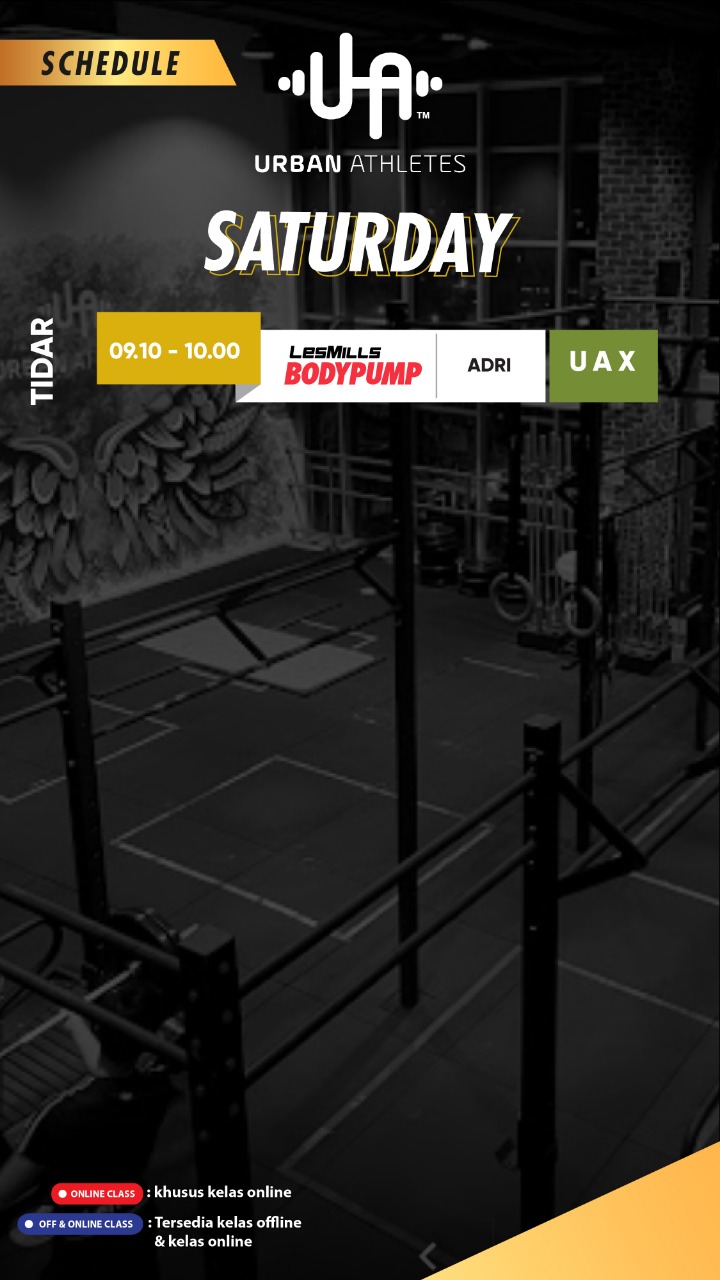 SCHEDULE
UA™
URBAN ATHLETES
SATURDAY
TIDAR
09.10 - 10.00
LESMILLS
BODYPUMP
ADRI
UAX
ONLINE CLASS : khusus kelas online
OFF & ONLINE CLASS : Tersedia kelas offline
& kelas online